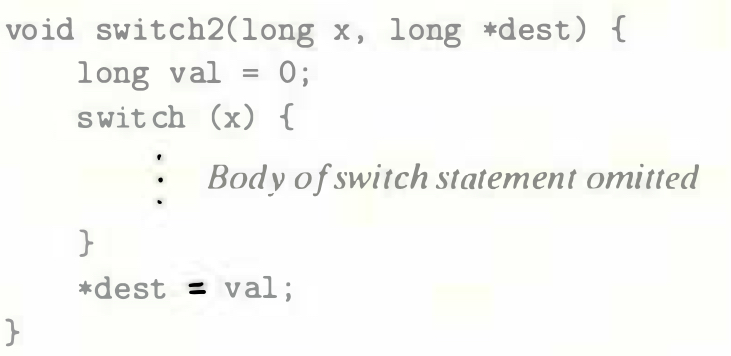 void switch2(long x, long *dest) {
    long val = 0;
    switch (x) {
        ⋮ Body of switch statement omitted
    }
    *dest = val;
}